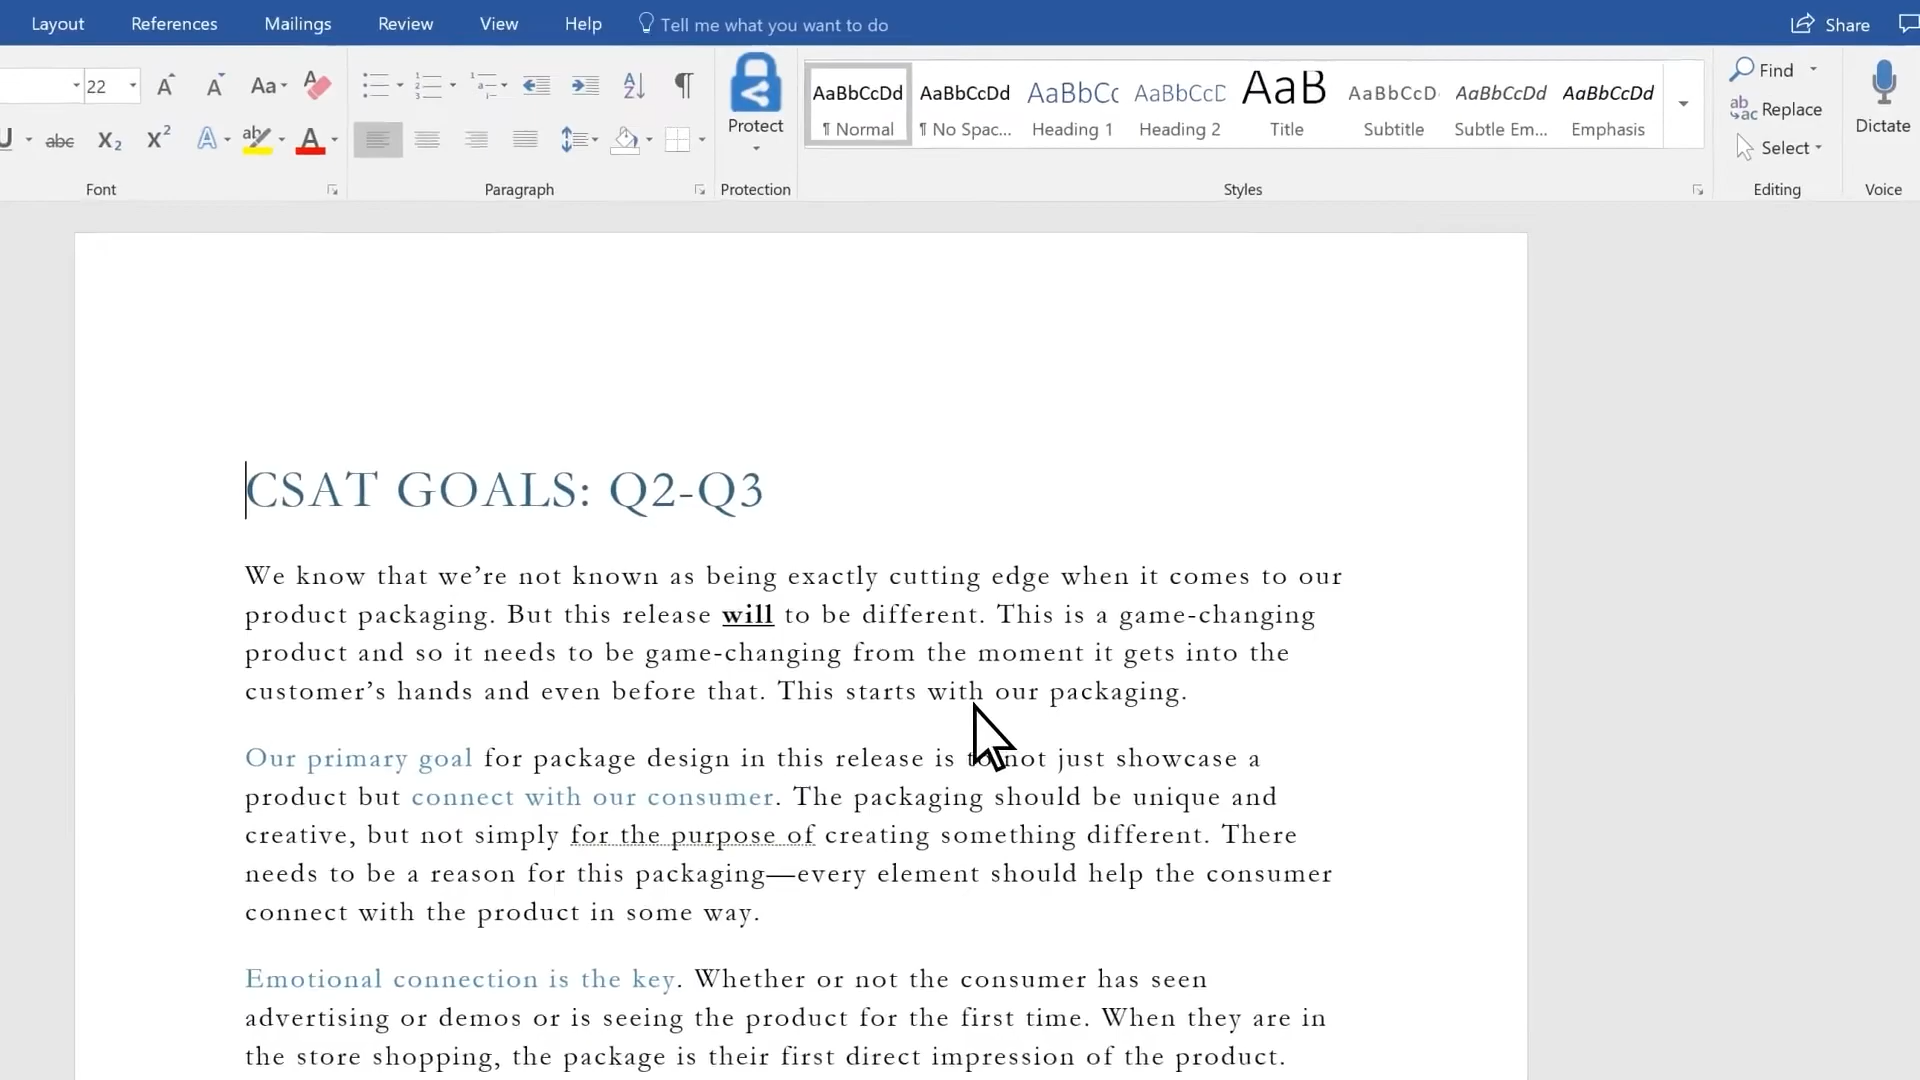 Layout References Mailings Review View Help Tell me what you want to do Share
22 Aa A AaBbCcDd AaBbCcDd AaBbCc AaBbCcD AaB AaBbCcD AaBbCcDd AaBbCcDd Find
Protect ¶ Normal ¶ No Spac... Heading 1 Heading 2 Title Subtitle Subtle Em... Emphasis Replace Dictate
U abc X2 X2 A ab A Select
Font Paragraph Protection Styles Editing Voice
CSAT GOALS: Q2-Q3
We know that we’re not known as being exactly cutting edge when it comes to our
product packaging. But this release will to be different. This is a game-changing
product and so it needs to be game-changing from the moment it gets into the
customer’s hands and even before that. This starts with our packaging.
Our primary goal for package design in this release is to not just showcase a
product but connect with our consumer. The packaging should be unique and
creative, but not simply for the purpose of creating something different. There
needs to be a reason for this packaging—every element should help the consumer
connect with the product in some way.
Emotional connection is the key. Whether or not the consumer has seen
advertising or demos or is seeing the product for the first time. When they are in
the store shopping, the package is their first direct impression of the product.